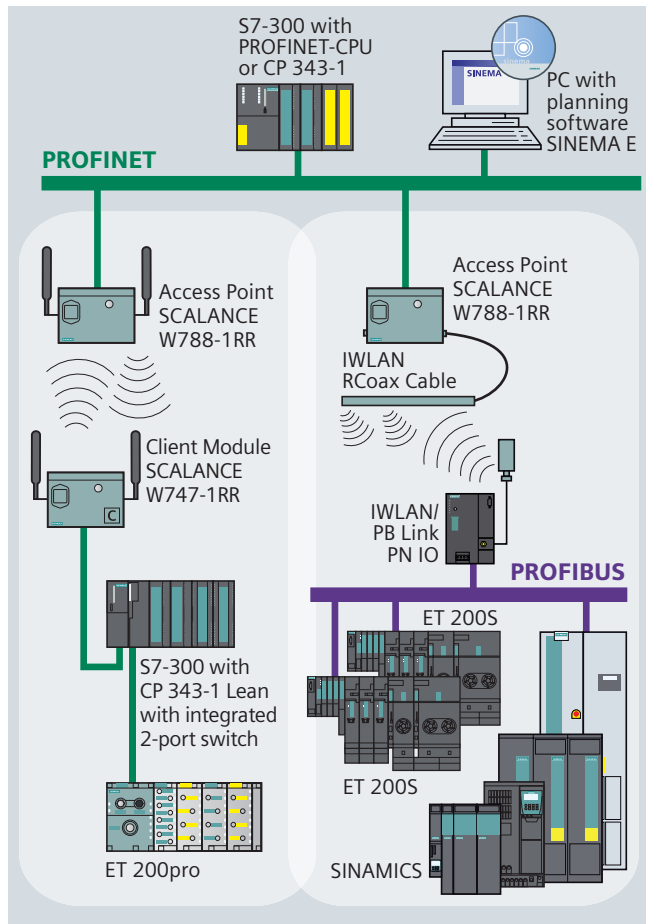 S7-300 with
PROFINET-CPU
or CP 343-1
sinema
SINEMA
PC with
planning
software
SINEMA E
PROFINET
Access Point
SCALANCE
W788-1RR
Access Point
SCALANCE
W788-1RR
IWLAN
RCoax Cable
Client Module
SCALANCE
W747-1RR
C
IWLAN/
PB Link
PN IO
PROFIBUS
S7-300 with
CP 343-1 Lean
with integrated
2-port switch
ET 200S
ET 200S
ET 200pro
SINAMICS